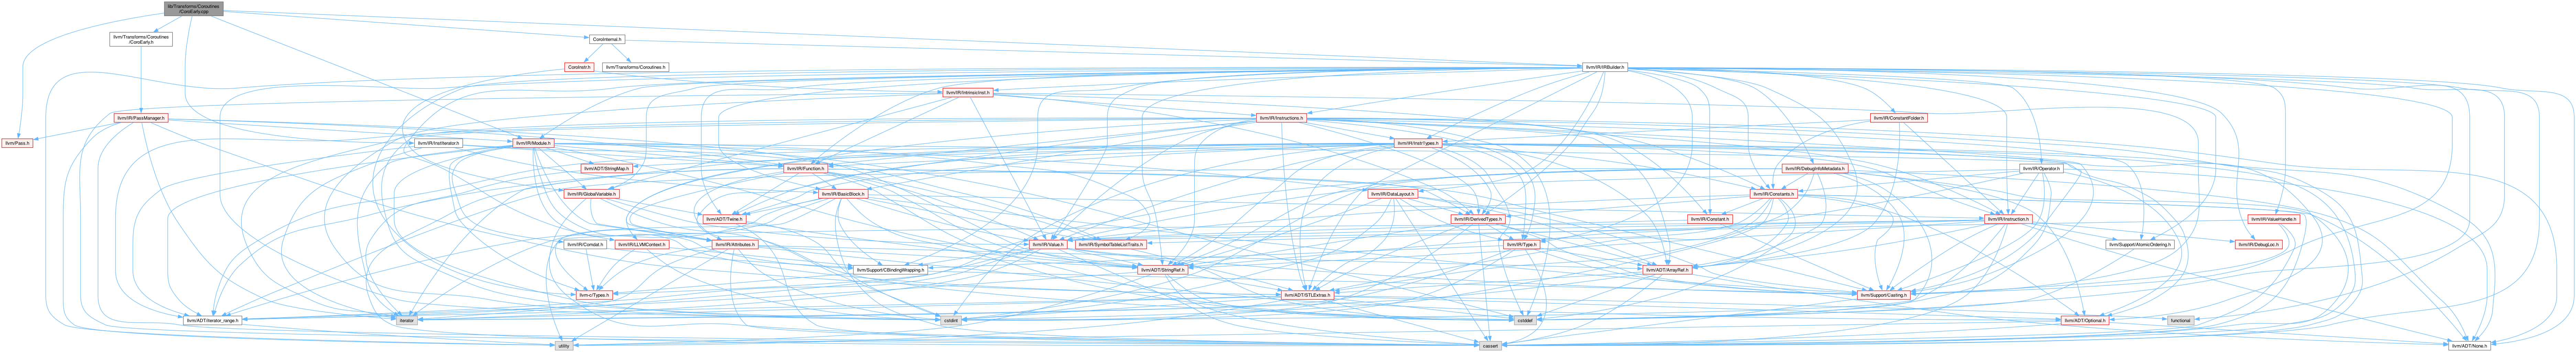 lib/Transforms/Coroutines
/CoroEarly.cpp
llvm/Transforms/Coroutines
/CoroEarly.h
CoroInternal.h
CoroInstr.h
llvm/Transforms/Coroutines.h
llvm/IR/IRBuilder.h
llvm/IR/IntrinsicInst.h
llvm/IR/PassManager.h
llvm/IR/Instructions.h
llvm/IR/ConstantFolder.h
llvm/Pass.h
llvm/IR/InstIterator.h
llvm/IR/Module.h
llvm/IR/InstrTypes.h
llvm/ADT/StringMap.h
llvm/IR/Function.h
llvm/IR/DebugInfoMetadata.h
llvm/IR/Operator.h
llvm/IR/GlobalVariable.h
llvm/IR/BasicBlock.h
llvm/IR/DataLayout.h
llvm/IR/Constants.h
llvm/ADT/Twine.h
llvm/IR/DerivedTypes.h
llvm/IR/Constant.h
llvm/IR/Instruction.h
llvm/IR/ValueHandle.h
llvm/IR/Comdat.h
llvm/IR/LLVMContext.h
llvm/IR/Attributes.h
llvm/IR/Value.h
llvm/IR/SymbolTableListTraits.h
llvm/IR/Type.h
llvm/Support/AtomicOrdering.h
llvm/IR/DebugLoc.h
llvm/Support/CBindingWrapping.h
llvm/ADT/StringRef.h
llvm/ADT/ArrayRef.h
llvm-c/Types.h
llvm/ADT/STLExtras.h
llvm/Support/Casting.h
llvm/ADT/iterator_range.h
iterator
cstdint
cstddef
llvm/ADT/Optional.h
functional
utility
cassert
llvm/ADT/None.h